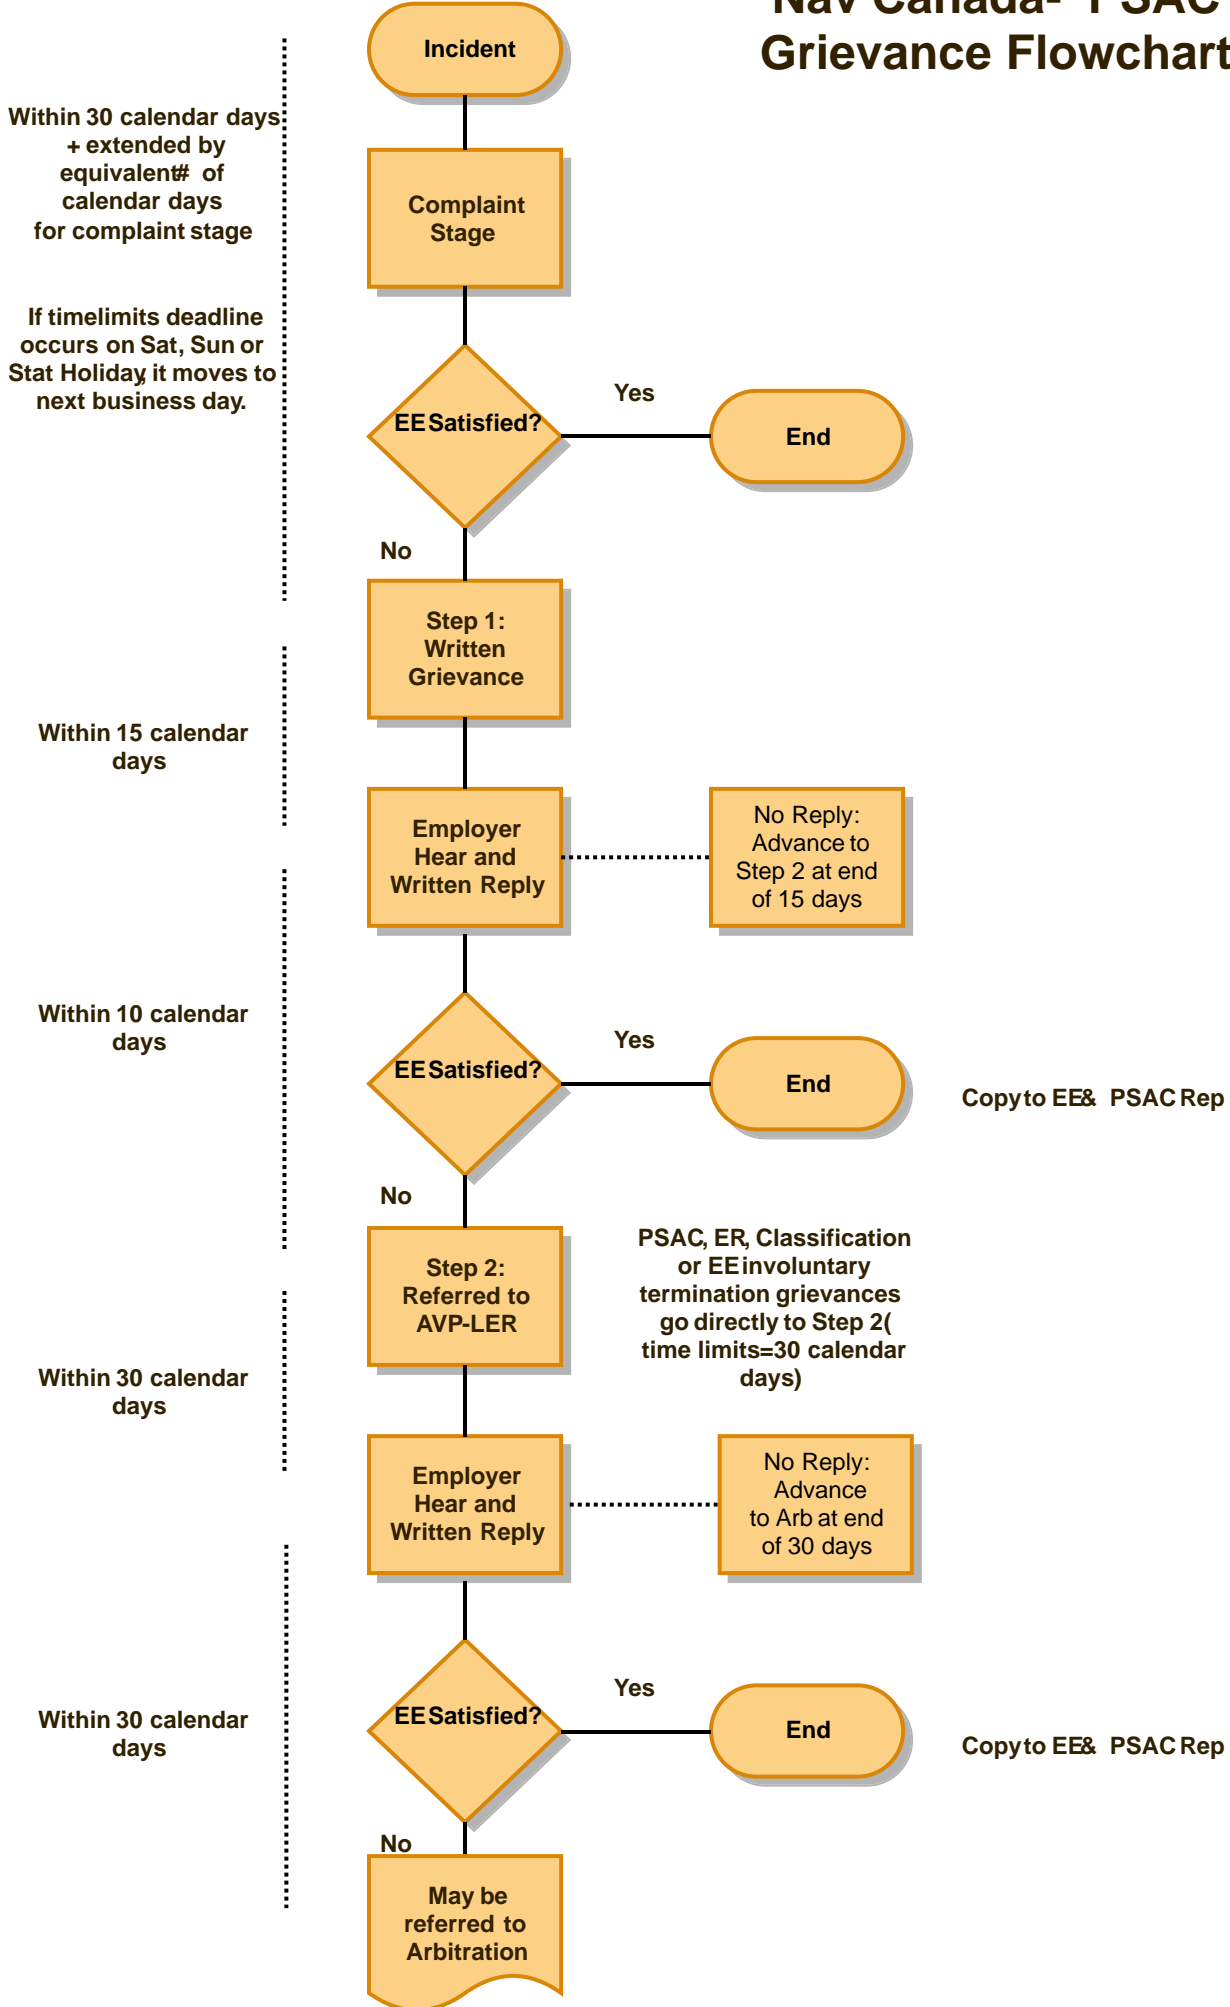 Nav Canada- PSAC
Grievance Flowchart
Incident
Within 30 calendar days
+ extended by
equivalent# of
calendar days
for complaint stage
Complaint
Stage
If timelimits deadline
occurs on Sat, Sun or
Stat Holiday, it moves to
next business day.
EE Satisfied?
Yes
End
No
Step 1:
Written
Grievance
Within 15 calendar
days
Employer
Hear and
Written Reply
No Reply:
Advance to
Step 2 at end
of 15 days
Within 10 calendar
days
EE Satisfied?
Yes
End
Copy to EE & PSAC Rep
No
Step 2:
Referred to
AVP-LER
PSAC, ER, Classification
or EE involuntary
termination grievances
go directly to Step 2(
time limits=30 calendar
days)
Within 30 calendar
days
Employer
Hear and
Written Reply
No Reply:
Advance
to Arb at end
of 30 days
Within 30 calendar
days
EE Satisfied?
Yes
End
Copy to EE & PSAC Rep
No
May be
referred to
Arbitration